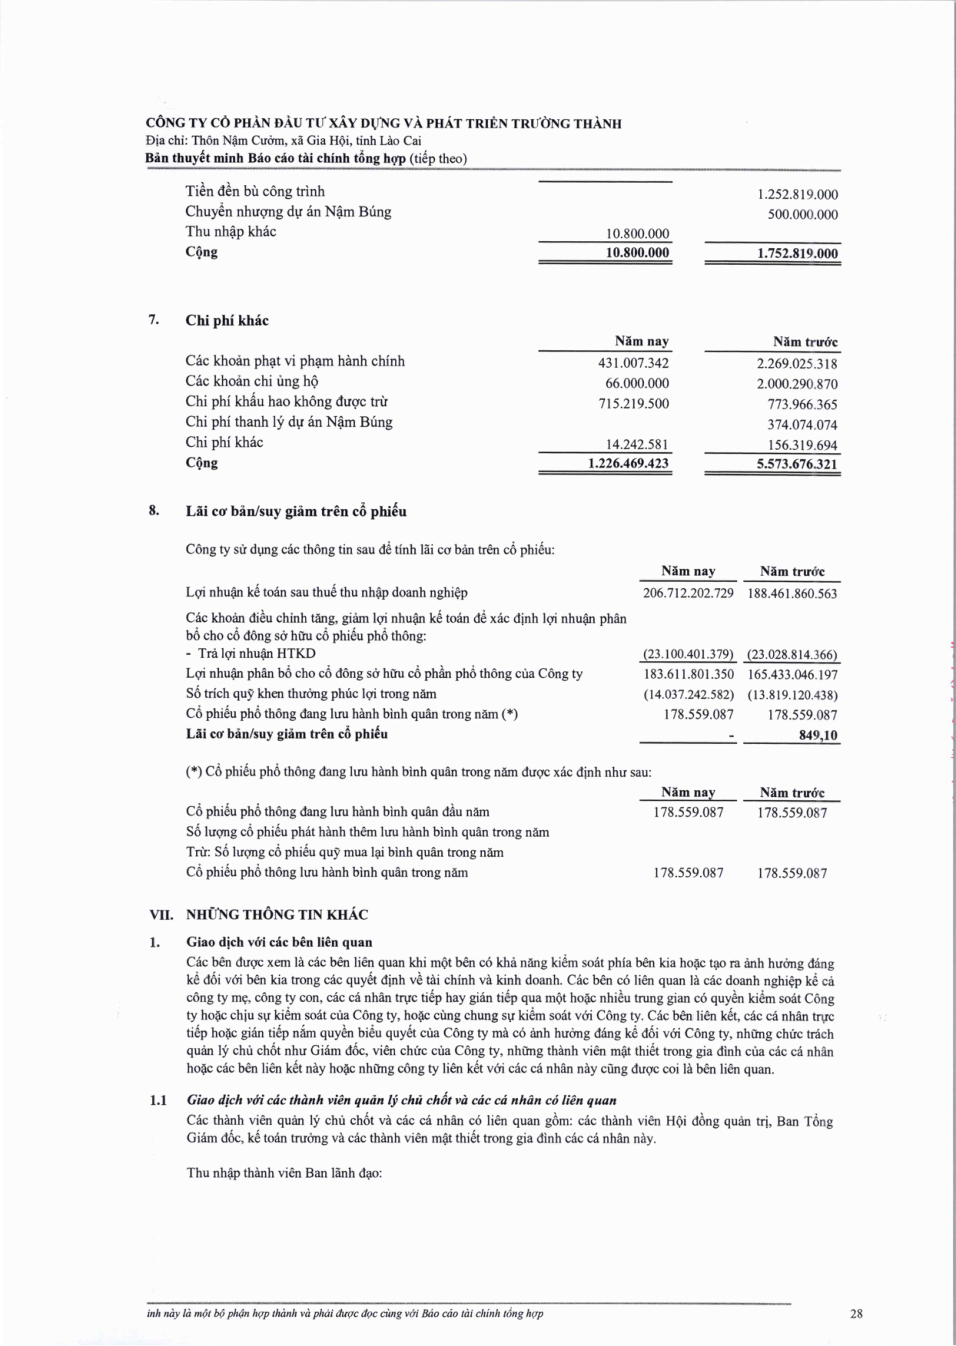 CÔNG TY CỔ PHẦN ĐẦU TƯ XÂY DỰNG VÀ PHÁT TRIỂN TRƯỜNG THÀNH
Địa chỉ: Thôn Nậm Cưởm, xã Gia Hội, tỉnh Lào Cai
Bản thuyết minh Báo cáo tài chính tổng hợp (tiếp theo)
Tiền đền bù công trình 1.252.819.000
Chuyển nhượng dự án Nậm Búng 500.000.000
Thu nhập khác 10.800.000
Cộng 10.800.000 1.752.819.000
7. Chi phí khác
Năm nay Năm trước
Các khoản phạt vi phạm hành chính 431.007.342 2.269.025.318
Các khoản chi ủng hộ 66.000.000 2.000.290.870
Chi phí khấu hao không được trừ 715.219.500 773.966.365
Chi phí thanh lý dự án Nậm Búng 374.074.074
Chi phí khác 14.242.581 156.319.694
Cộng 1.226.469.423 5.573.676.321
8. Lãi cơ bản/suy giảm trên cổ phiếu
Công ty sử dụng các thông tin sau để tính lãi cơ bản trên cổ phiếu:
Năm nay Năm trước
Lợi nhuận kế toán sau thuế thu nhập doanh nghiệp 206.712.202.729 188.461.860.563
Các khoản điều chỉnh tăng, giảm lợi nhuận kế toán để xác định lợi nhuận phân
bổ cho cổ đông sở hữu cổ phiếu phổ thông:
- Trả lợi nhuận HTKD (23.100.401.379) (23.028.814.366)
Lợi nhuận phân bổ cho cổ đông sở hữu cổ phần phổ thông của Công ty 183.611.801.350 165.433.046.197
Số trích quỹ khen thưởng phúc lợi trong năm (14.037.242.582) (13.819.120.438)
Cổ phiếu phổ thông đang lưu hành bình quân trong năm (*) 178.559.087 178.559.087
Lãi cơ bản/suy giảm trên cổ phiếu - 849,10
(*) Cổ phiếu phổ thông đang lưu hành bình quân trong năm được xác định như sau:
Năm nay Năm trước
Cổ phiếu phổ thông đang lưu hành bình quân đầu năm 178.559.087 178.559.087
Số lượng cổ phiếu phát hành thêm lưu hành bình quân trong năm
Trừ: Số lượng cổ phiếu quỹ mua lại bình quân trong năm
Cổ phiếu phổ thông lưu hành bình quân trong năm 178.559.087 178.559.087
VII. NHỮNG THÔNG TIN KHÁC
1. Giao dịch với các bên liên quan
Các bên được xem là các bên liên quan khi một bên có khả năng kiểm soát phía bên kia hoặc tạo ra ảnh hưởng đáng
kể đối với bên kia trong các quyết định về tài chính và kinh doanh. Các bên có liên quan là các doanh nghiệp kể cả
công ty mẹ, công ty con, các cá nhân trực tiếp hay gián tiếp qua một hoặc nhiều trung gian có quyền kiểm soát Công
ty hoặc chịu sự kiểm soát của Công ty, hoặc cùng chung sự kiểm soát với Công ty. Các bên liên kết, các cá nhân trực
tiếp hoặc gián tiếp nắm quyền biểu quyết của Công ty mà có ảnh hưởng đáng kể đối với Công ty, những chức trách
quản lý chủ chốt như Giám đốc, viên chức của Công ty, những thành viên mật thiết trong gia đình của các cá nhân
hoặc các bên liên kết này hoặc những công ty liên kết với các cá nhân này cũng được coi là bên liên quan.
1.1 Giao dịch với các thành viên quản lý chủ chốt và các cá nhân có liên quan
Các thành viên quản lý chủ chốt và các cá nhân có liên quan gồm: các thành viên Hội đồng quản trị, Ban Tổng
Giám đốc, kế toán trưởng và các thành viên mật thiết trong gia đình các cá nhân này.
Thu nhập thành viên Ban lãnh đạo:
inh này là một bộ phận hợp thành và phải được đọc cùng với Báo cáo tài chính tổng hợp 28